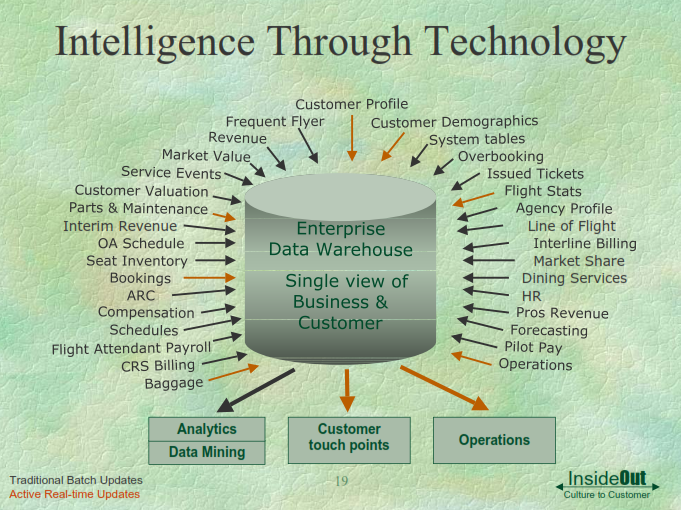 Intelligence Through Technology
Customer Profile
Frequent Flyer
Customer Demographics
Revenue
System tables
Market Value
Overbooking
Service Events
Issued Tickets
Customer Valuation
Flight Stats
Parts & Maintenance
Agency Profile
Interim Revenue
Line of Flight
OA Schedule
Interline Billing
Seat Inventory
Market Share
Bookings
Dining Services
ARC
HR
Compensation
Pros Revenue
Schedules
Forecasting
Flight Attendant Payroll
Pilot Pay
CRS Billing
Operations
Baggage
Enterprise
Data Warehouse
Single view of
Business &
Customer
Analytics
Data Mining
Customer
touch points
Operations
Traditional Batch Updates
Active Real-time Updates
19
InsideOut
Culture to Customer